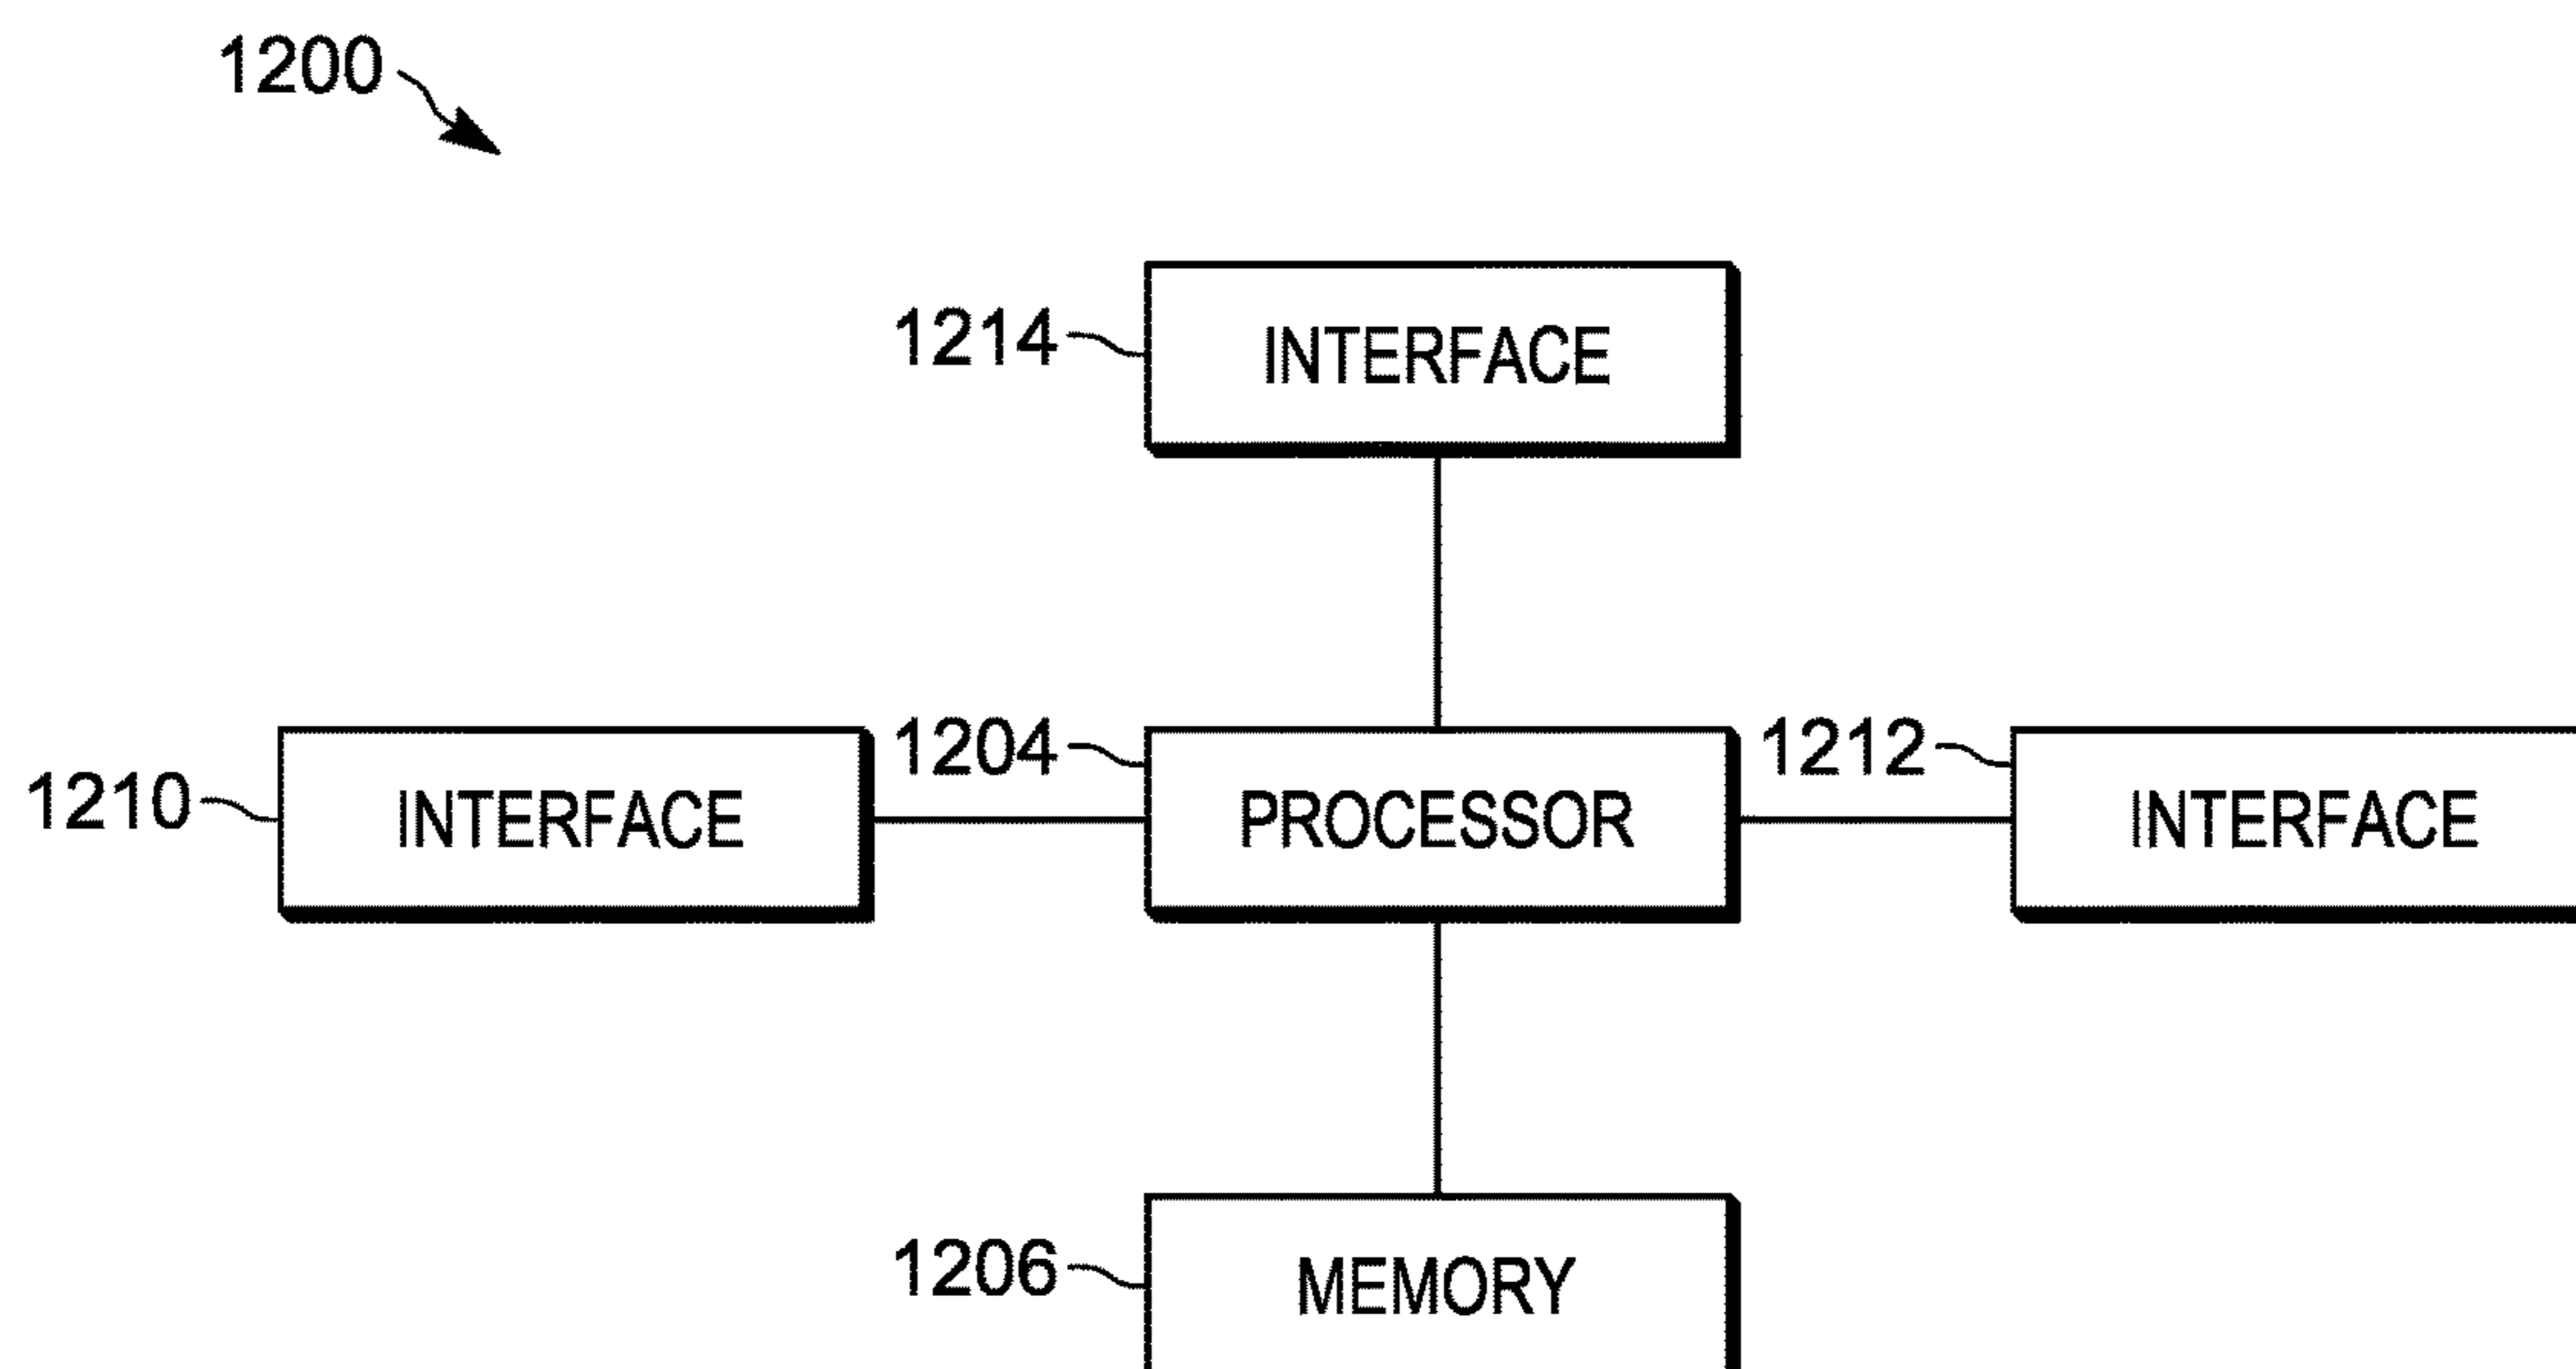 1200
1214
INTERFACE
1204
1212
1210
INTERFACE
PROCESSOR
INTERFACE
1206
MEMORY